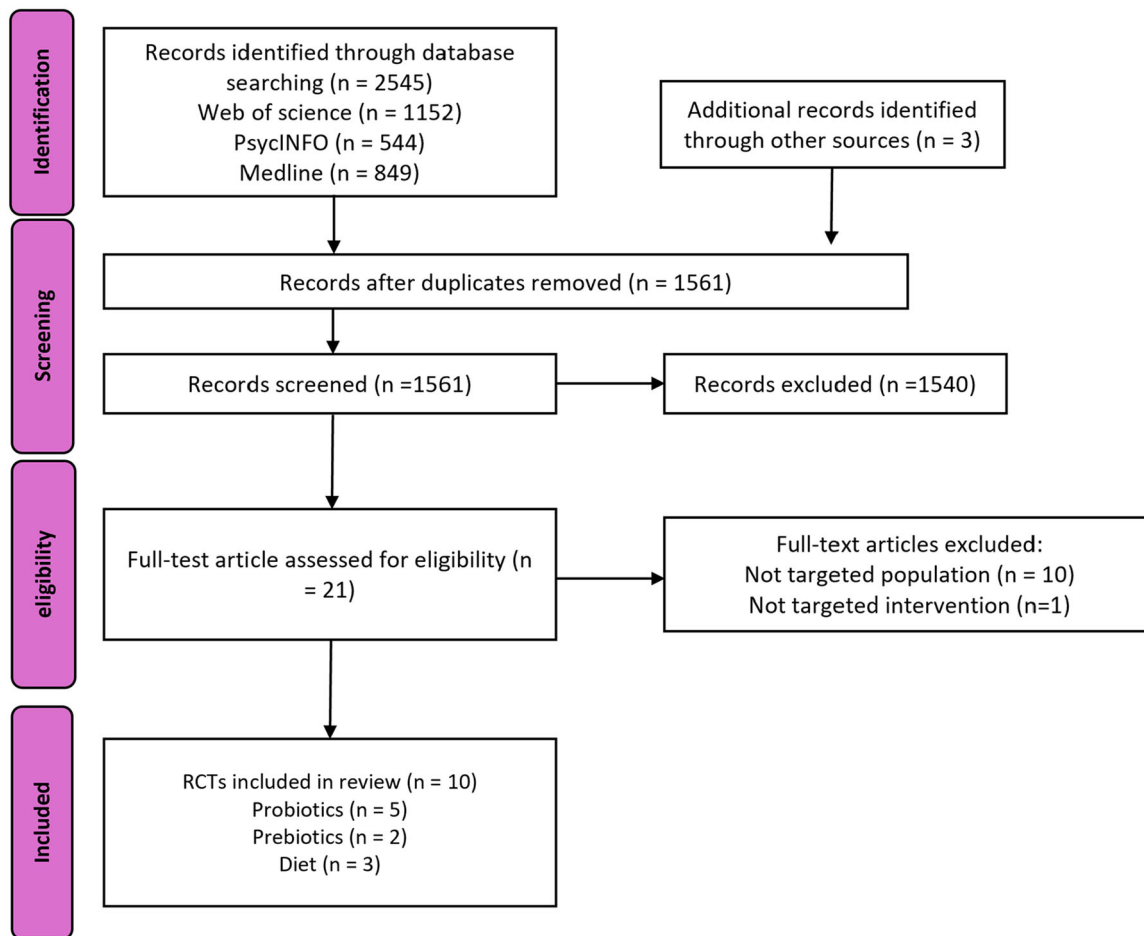 Identification
Records identified through database
searching (n = 2545)
Web of science (n = 1152)
PsycINFO (n = 544)
Medline (n = 849)
Additional records identified
through other sources (n = 3)
Screening
Records after duplicates removed (n = 1561)
Records screened (n =1561)
Records excluded (n =1540)
eligibility
Full-test article assessed for eligibility (n
= 21)
Full-text articles excluded:
Not targeted population (n = 10)
Not targeted intervention (n=1)
Included
RCTs included in review (n = 10)
Probiotics (n = 5)
Prebiotics (n = 2)
Diet (n = 3)